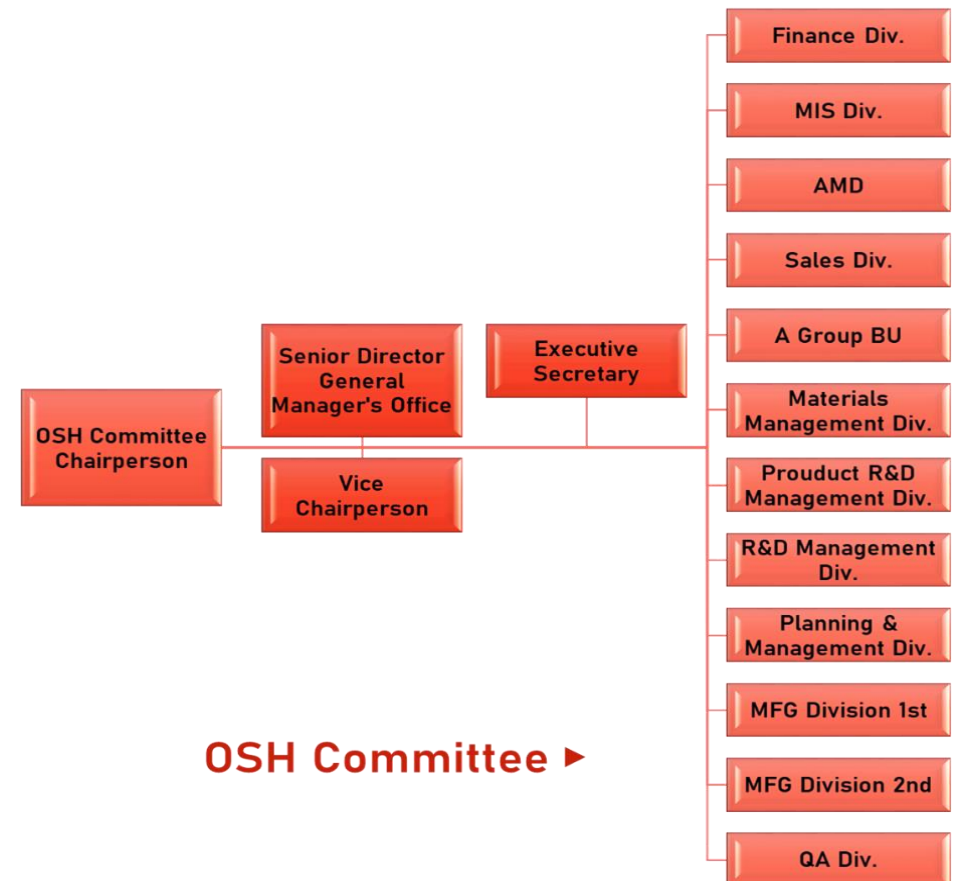 OSH Committee
Chairperson
Senior Director
General
Manager's Office
Vice
Chairperson
Executive
Secretary
Finance Div.
MIS Div.
AMD
Sales Div.
A Group BU
Materials
Management Div.
Prouduct R&D
Management Div.
R&D Management
Div.
Planning &
Management Div.
MFG Division 1st
MFG Division 2nd
QA Div.
OSH Committee ►